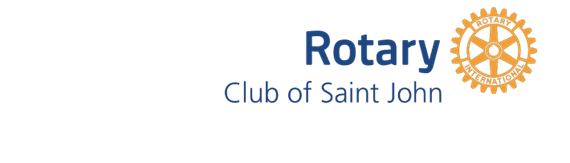 Rotary
Club of Saint John
ROTARY
INTERNATIONAL